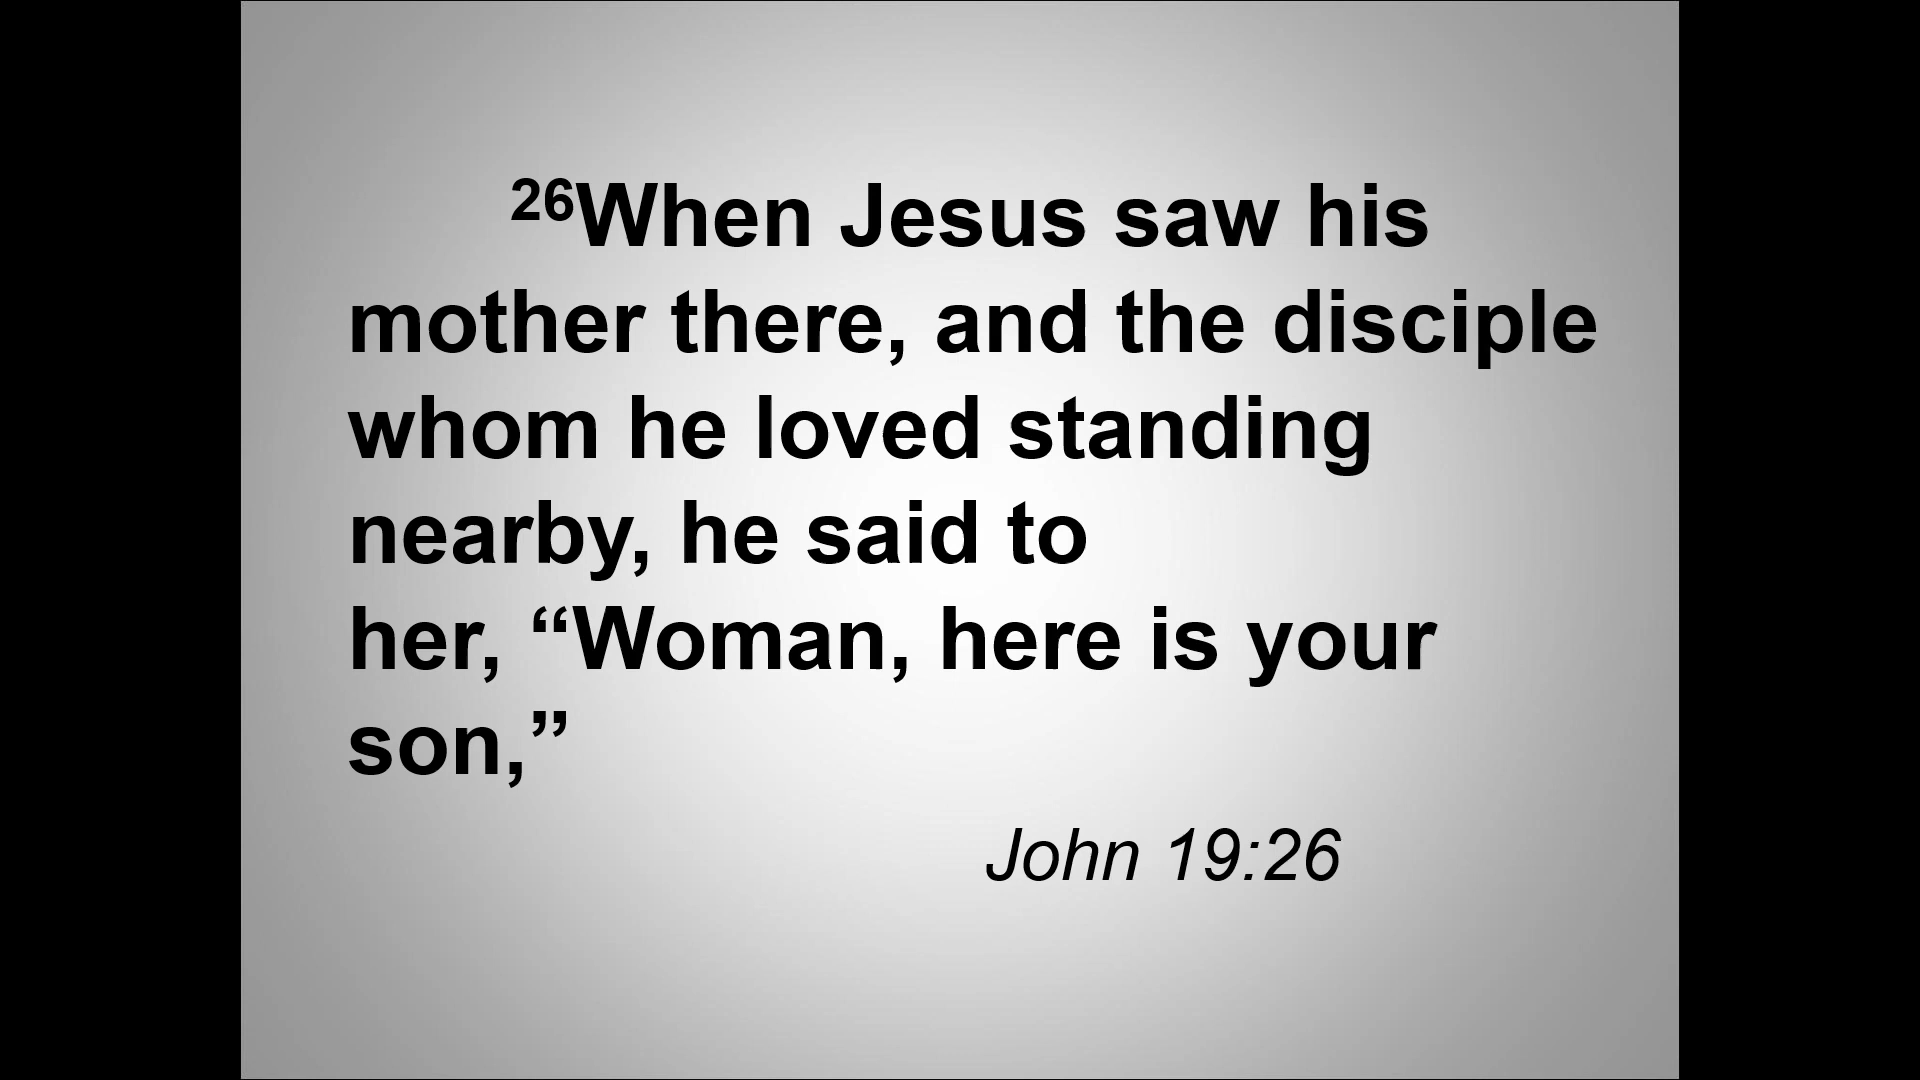 26When Jesus saw his
mother there, and the disciple
whom he loved standing
nearby, he said to
her, “Woman, here is your
son,”
John 19:26